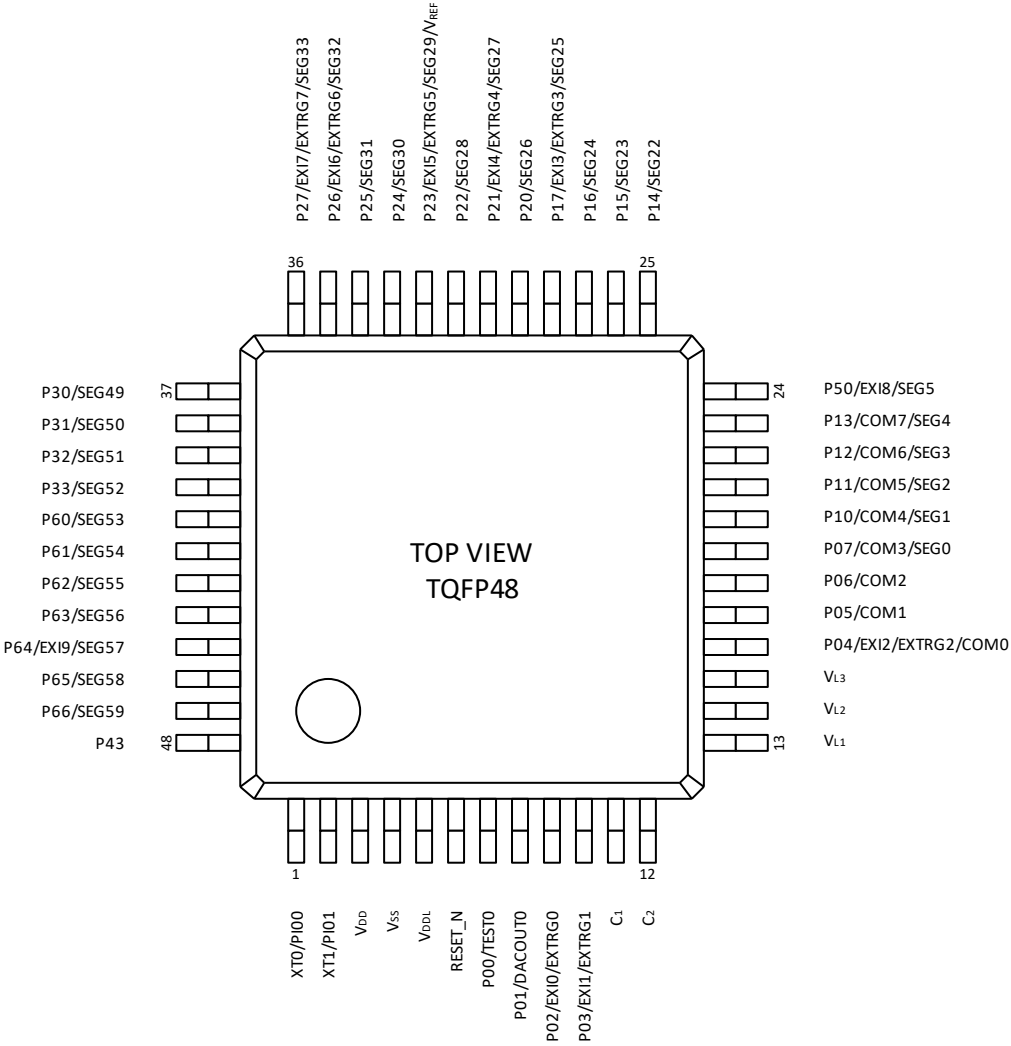 P27/EXI7/EXTRG7/SEG33
P26/EXI6/EXTRG6/SEG32
P25/SEG31
P24/SEG30
P23/EXI5/EXTRG5/SEG29/VREF
P22/SEG28
P21/EXI4/EXTRG4/SEG27
P20/SEG26
P17/EXI3/EXTRG3/SEG25
P16/SEG24
P15/SEG23
P14/SEG22
36
25
P30/SEG49
37
P31/SEG50
P32/SEG51
P33/SEG52
P60/SEG53
P61/SEG54
P62/SEG55
P63/SEG56
P64/EXI9/SEG57
P65/SEG58
P66/SEG59
P43
48
TOP VIEW
TQFP48
24
P50/EXI8/SEG5
P13/COM7/SEG4
P12/COM6/SEG3
P11/COM5/SEG2
P10/COM4/SEG1
P07/COM3/SEG0
P06/COM2
P05/COM1
P04/EXI2/EXTRG2/COM0
VL3
VL2
13
VL1
1
12
XT0/PI00
XT1/PI01
VDD
VSS
VDDL
RESET_N
P00/TEST0
P01/DACOUT0
P02/EXI0/EXTRG0
P03/EXI1/EXTRG1
C1
C2